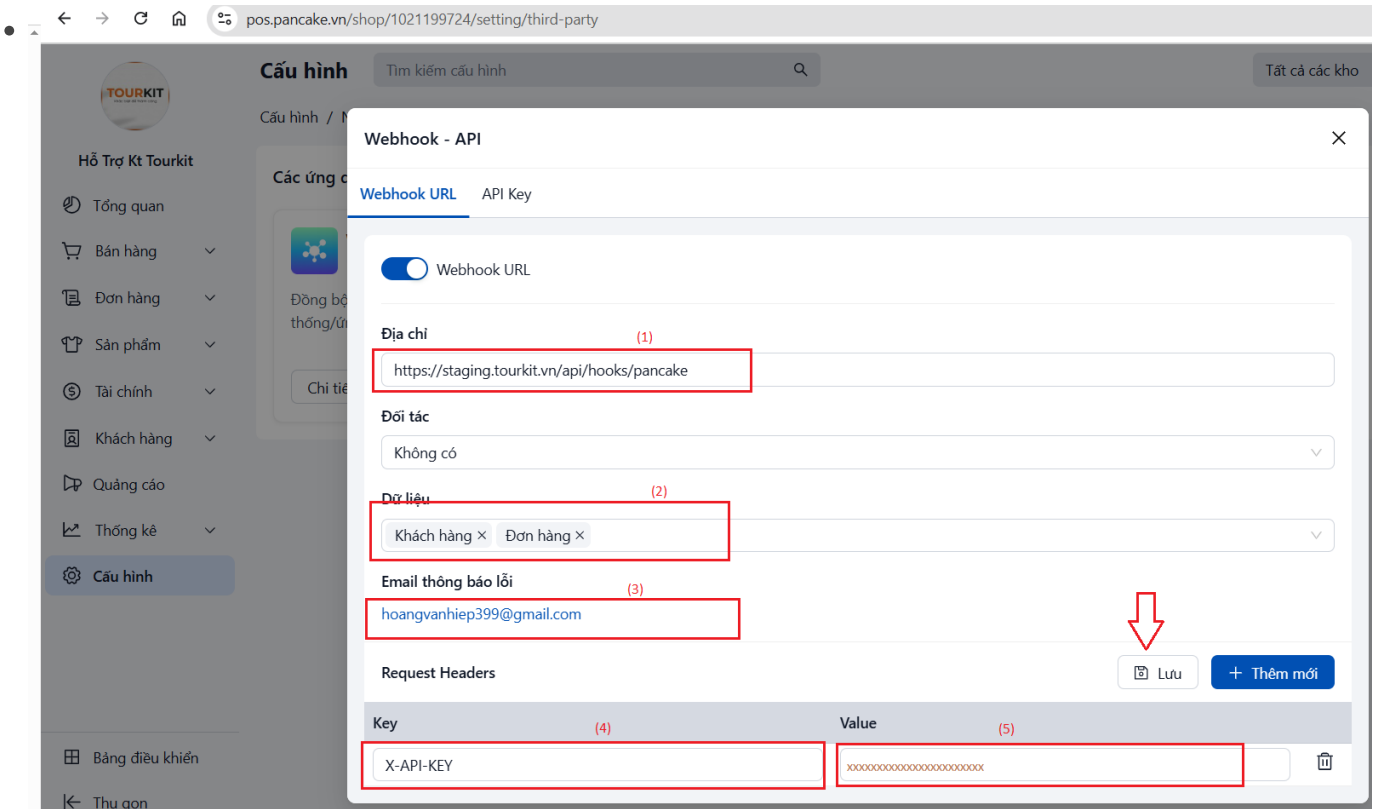 pos.pancake.vn/shop/1021199724/setting/third-party
TOURKIT
Hỗ Trợ Kt Tourkit
Tổng quan
Bán hàng
Đơn hàng
Sản phẩm
Tài chính
Khách hàng
Quảng cáo
Thống kê
Cấu hình
Bảng điều khiển
Thu gọn
Cấu hình
Tìm kiếm cấu hình
Tất cả các kho
Cấu hình /
Các ứng
Đồng bộ
thống/ứ
Chi tiế
Webhook - API
Webhook URL
API Key
Webhook URL
Địa chỉ
(1)
https://staging.tourkit.vn/api/hooks/pancake
Đối tác
Không có
Dữ liệu
(2)
Khách hàng ×
Đơn hàng ×
Email thông báo lỗi
(3)
hoangvanhiep399@gmail.com
Request Headers
Lưu
+ Thêm mới
Key
(4)
Value
(5)
X-API-KEY
xxxxxxxxxxxxxxxxxxxxxxx